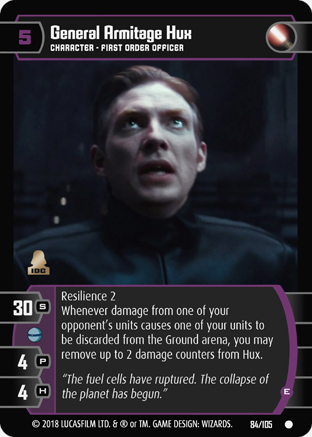 5
General Armitage Hux
CHARACTER - FIRST ORDER OFFICER
IDC
30 S
4 P
4 H
Resilience 2
Whenever damage from one of your
opponent's units causes one of your units to
be discarded from the Ground arena, you may
remove up to 2 damage counters from Hux.
"The fuel cells have ruptured. The collapse of
the planet has begun."
E
© 2018 LUCASFILM LTD. & ® or TM. GAME DESIGN: WIZARDS.
84/105